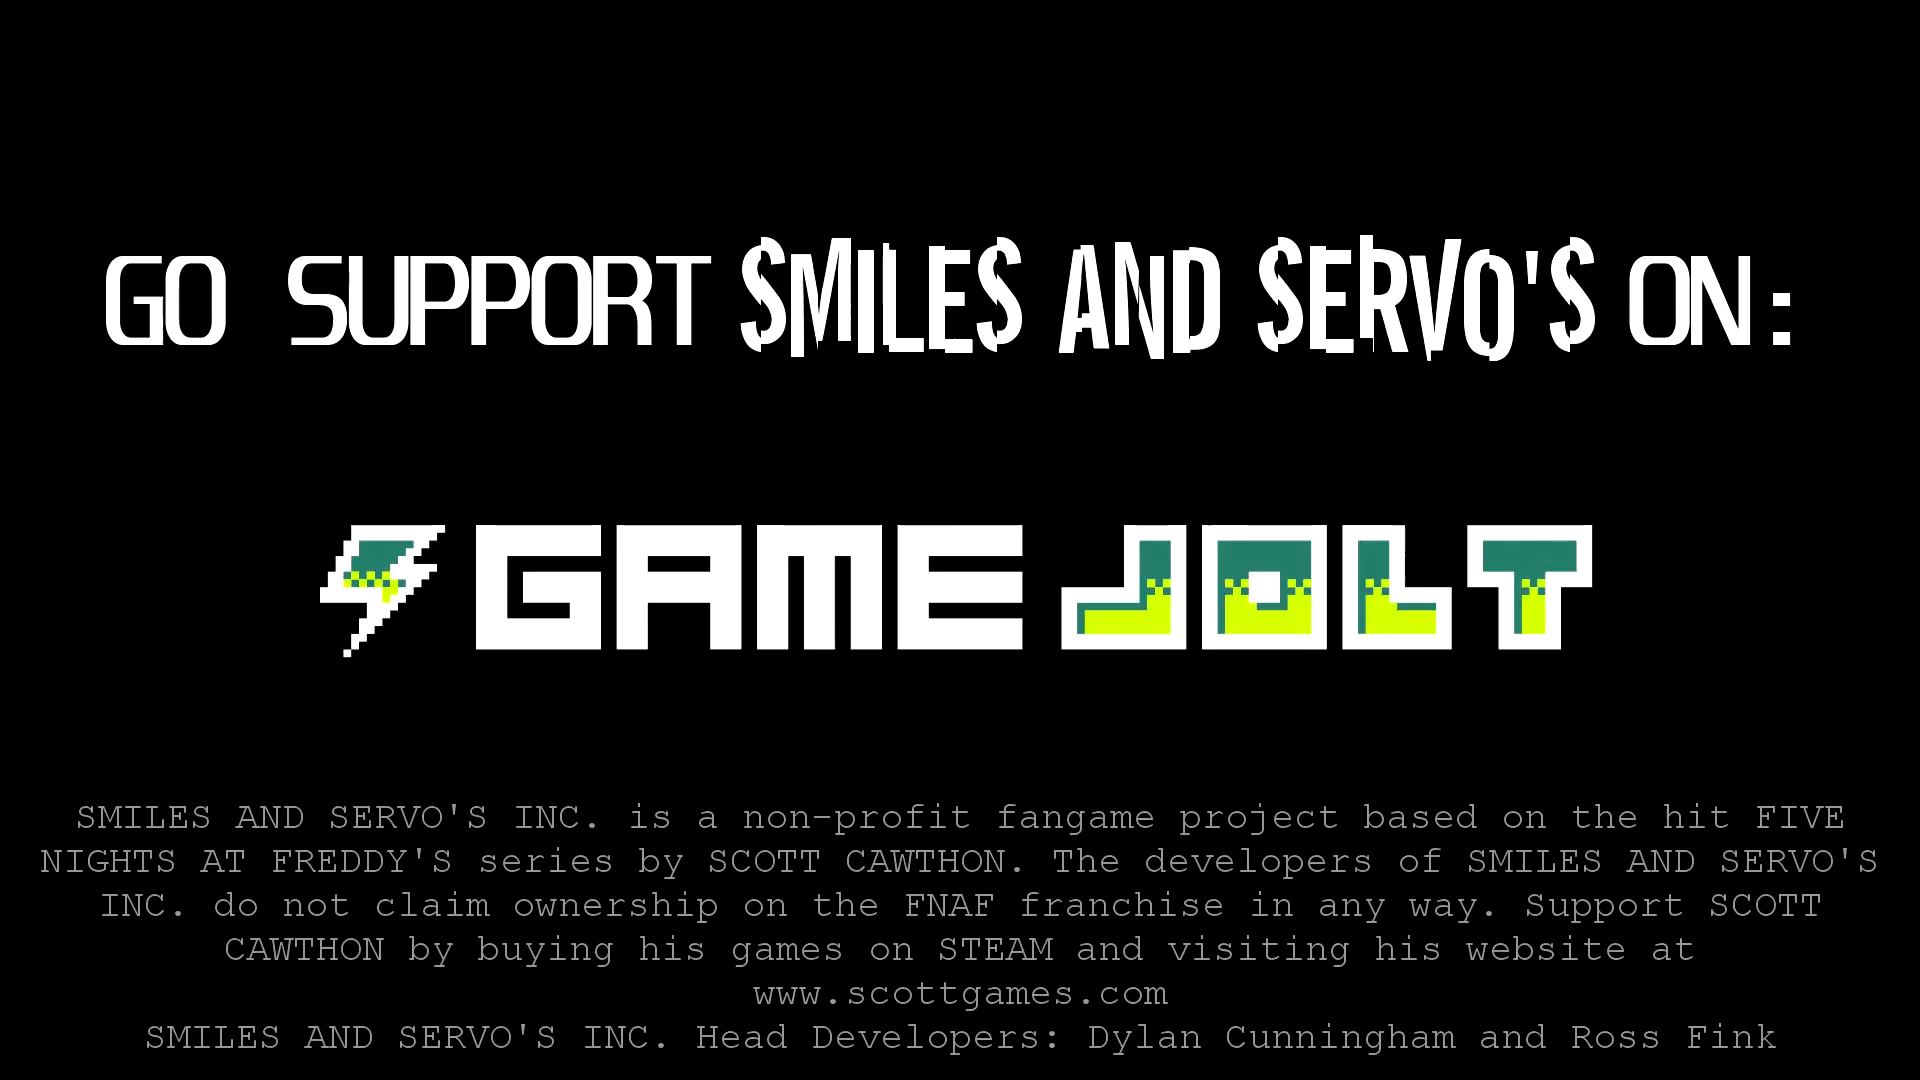 GO SUPPORT SMILES AND SERVO'S ON:
GAME JOLT
SMILES AND SERVO'S INC. is a non-profit fangame project based on the hit FIVE
NIGHTS AT FREDDY'S series by SCOTT CAWTHON. The developers of SMILES AND SERVO'S
INC. do not claim ownership on the FNAF franchise in any way. Support SCOTT
CAWTHON by buying his games on STEAM and visiting his website at
www.scottgames.com
SMILES AND SERVO'S INC. Head Developers: Dylan Cunningham and Ross Fink